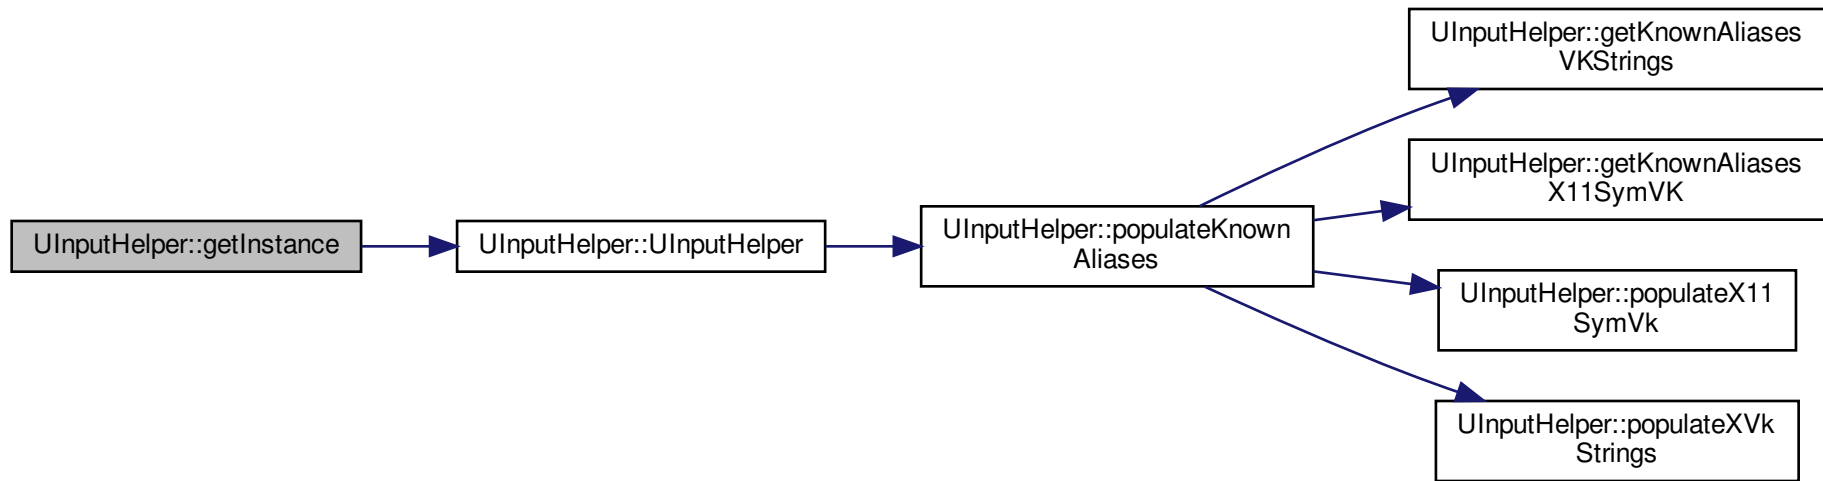 UInputHelper::getInstance
UInputHelper::UInputHelper
UInputHelper::populateKnown
Aliases
UInputHelper::getKnownAliases
VKStrings
UInputHelper::getKnownAliases
X11SymVK
UInputHelper::populateX11
SymVk
UInputHelper::populateXVk
Strings